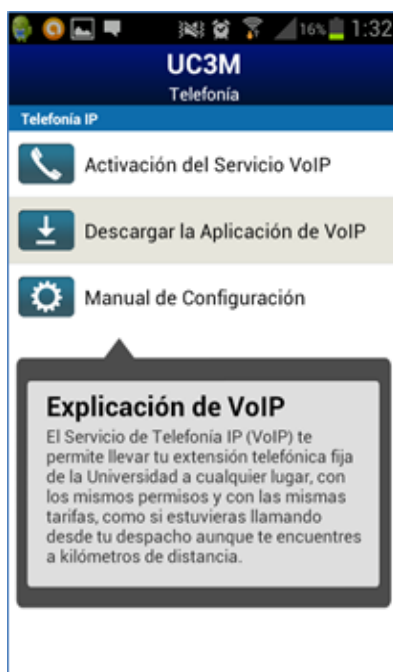 16% 1:32
UC3M
Telefonía
Telefonía IP
Activación del Servicio VoIP
Descargar la Aplicación de VoIP
Manual de Configuración
Explicación de VoIP
El Servicio de Telefonía IP (VoIP) te
permite llevar tu extensión telefónica fija
de la Universidad a cualquier lugar, con
los mismos permisos y con las mismas
tarifas, como si estuvieras llamando
desde tu despacho aunque te encuentres
a kilómetros de distancia.